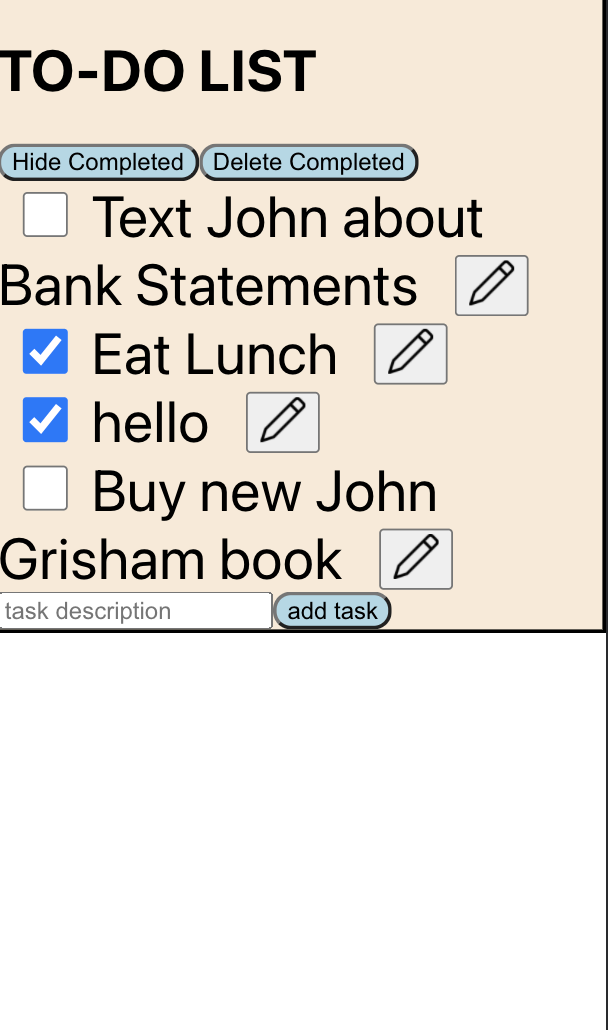 TO-DO LIST
Hide Completed Delete Completed
Text John about
Bank Statements
Eat Lunch
hello
Buy new John
Grisham book
task description add task